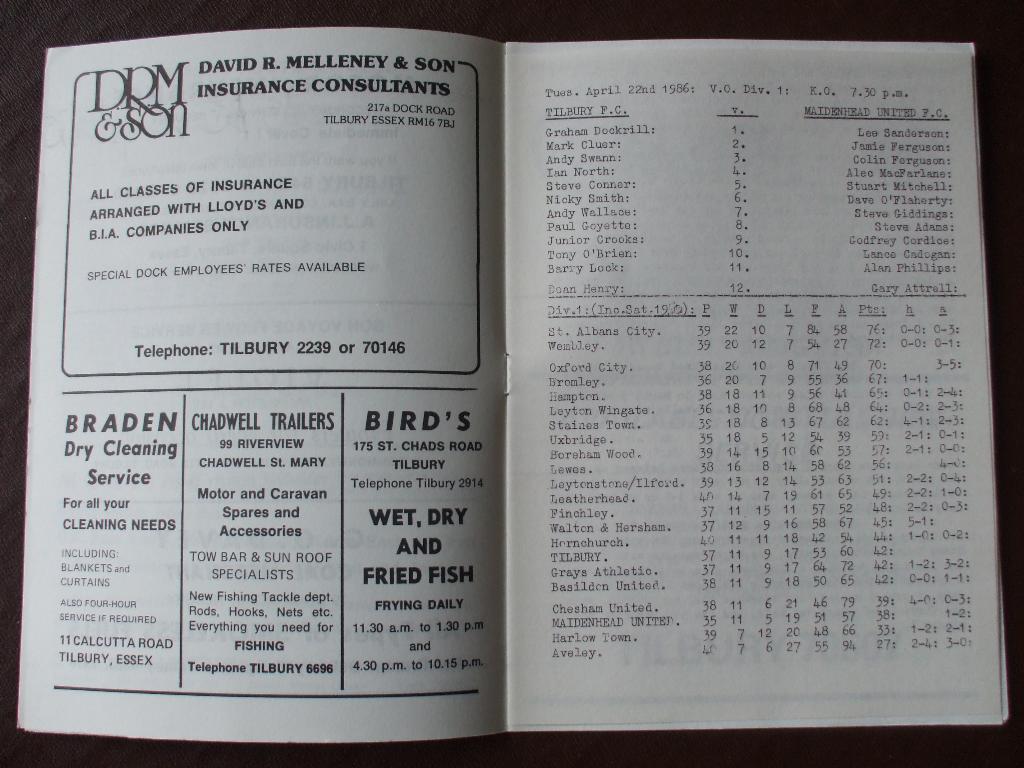 DRM & SON
DAVID R. MELLENEY & SON
INSURANCE CONSULTANTS
217a DOCK ROAD
TILBURY ESSEX RM16 7BJ
ALL CLASSES OF INSURANCE
ARRANGED WITH LLOYD'S AND
B.I.A. COMPANIES ONLY
SPECIAL DOCK EMPLOYEES' RATES AVAILABLE
Telephone: TILBURY 2239 or 70146
BRADEN
Dry Cleaning
Service
For all your
CLEANING NEEDS
INCLUDING:
BLANKETS and
CURTAINS
ALSO FOUR-HOUR
SERVICE IF REQUIRED
11 CALCUTTA ROAD
TILBURY, ESSEX
CHADWELL TRAILERS
99 RIVERVIEW
CHADWELL St. MARY
Motor and Caravan
Spares and
Accessories
TOW BAR & SUN ROOF
SPECIALISTS
New Fishing Tackle dept.
Rods, Hooks, Nets etc.
Everything you need for
FISHING
Telephone TILBURY 6696
BIRD'S
175 ST. CHADS ROAD
TILBURY
Telephone Tilbury 2914
WET, DRY
AND
FRIED FISH
FRYING DAILY
11.30 a.m. to 1.30 p.m
and
4.30 p.m. to 10.15 p.m.
Tues. April 22nd 1986: V.O. Div. 1: K.O. 7.30 p.m.
TILBURY F.C. v. MAIDENHEAD UNITED F.C.
Graham Dockrill: 1. Lee Sanderson:
Mark Cluer: 2. Jamie Ferguson:
Andy Swann: 3. Colin Ferguson:
Ian North: 4. Alec MacFarlane:
Steve Conner: 5. Stuart Mitchell:
Nicky Smith: 6. Dave O'Flaherty:
Andy Wallace: 7. Steve Giddings:
Paul Goyette: 8. Steve Adams:
Junior Crooks: 9. Godfrey Cordice:
Tony O'Brien: 10. Lance Cadogan:
Barry Lock: 11. Alan Phillips:
Dean Henry: 12. Gary Attrell:
Div.1:(Inc.Sat. P W D L F A Pts: h a
St. Albans City. 39 22 10 7 84 58 76: 0-0: 0-3:
Wembley. 39 20 12 7 54 27 72: 0-0: 0-1:
Oxford City. 38 20 10 8 71 49 70: 3-5:
Bromley. 36 20 7 9 55 36 67: 1-1:
Hampton. 38 18 11 9 56 41 65: 0-1: 2-4:
Leyton Wingate. 36 18 10 8 68 48 64: 0-2: 2-3:
Staines Town. 39 18 8 13 67 62 62: 4-1: 2-3:
Uxbridge. 35 18 5 12 54 39 59: 2-1: 0-1:
Boreham Wood. 39 14 15 10 60 53 57: 2-1: 0-0:
Lewes. 38 16 8 14 58 62 56: 4-0:
Leytonstone/Ilford. 39 13 12 14 53 63 51: 2-2: 0-4:
Leatherhead. 40 14 7 19 61 65 49: 2-2: 1-0:
Finchley. 37 11 15 11 57 52 48: 2-2: 0-3:
Walton & Hersham. 37 12 9 16 58 67 45: 5-1:
Hornchurch. 40 11 11 18 42 54 44: 1-0: 0-2:
TILBURY. 37 11 9 17 53 60 42:
Grays Athletic. 37 11 9 17 64 72 42: 1-2: 3-2:
Basildon United. 38 11 9 18 50 65 42: 0-0: 1-1:
Chesham United. 38 11 6 21 46 79 39: 4-0: 0-3:
MAIDENHEAD UNITED. 35 11 5 19 51 57 38: 1-2:
Harlow Town. 39 7 12 20 48 66 33: 1-2: 2-1:
Aveley. 40 7 6 27 55 94 27: 2-4: 3-0: